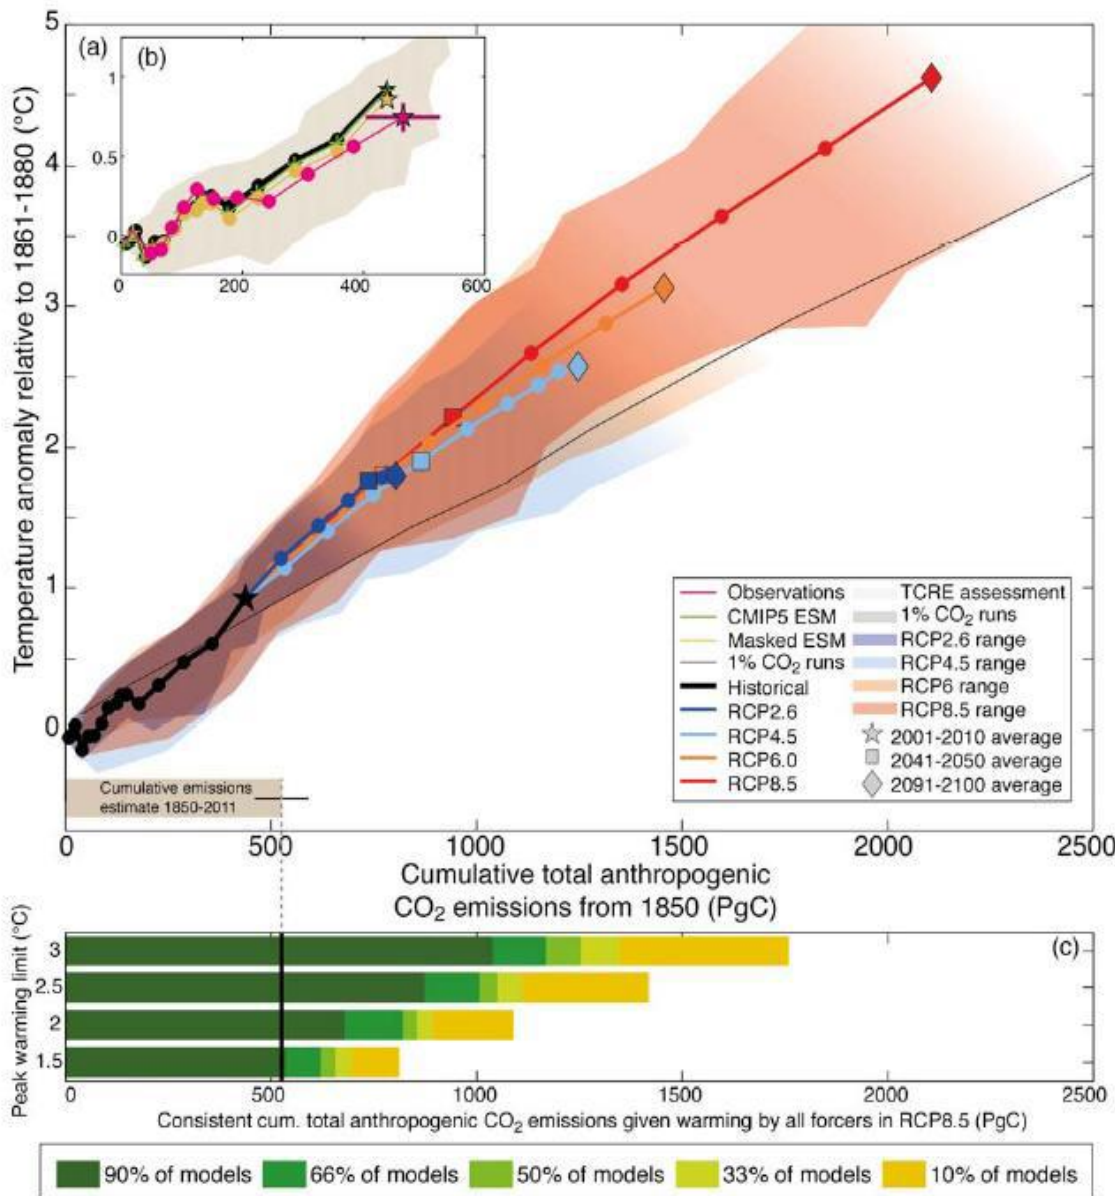 5
4
3
2
1
0
Temperature anomaly relative to 1861-1880 (°C)
(a)
(b)
1
0.5
0
0 200 400 600
Observations
CMIP5 ESM
Masked ESM
1% CO₂ runs
Historical
RCP2.6
RCP4.5
RCP6.0
RCP8.5
TCRE assessment
1% CO₂ runs
RCP2.6 range
RCP4.5 range
RCP6 range
RCP8.5 range
2001-2010 average
2041-2050 average
2091-2100 average
Cumulative emissions
estimate 1850-2011
0 500 1000 1500 2000 2500
Cumulative total anthropogenic
CO₂ emissions from 1850 (PgC)
Peak warming limit (°C)
3
2.5
2
1.5
(c)
0 500 1000 1500 2000 2500
Consistent cum. total anthropogenic CO₂ emissions given warming by all forcers in RCP8.5 (PgC)
90% of models 66% of models 50% of models 33% of models 10% of models